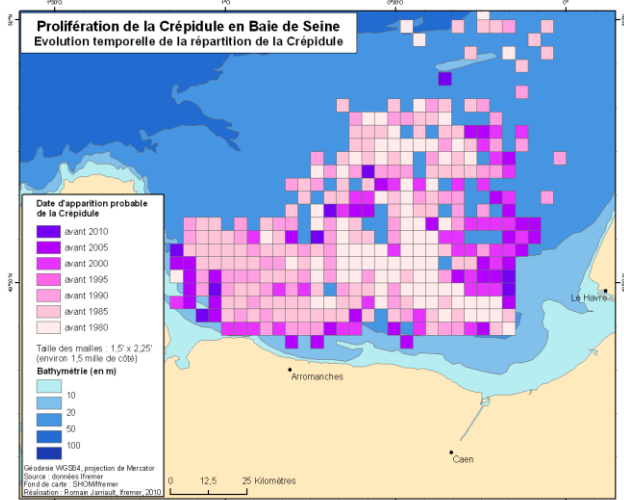 Prolifération de la Crépidule en Baie de Seine
Evolution temporelle de la répartition de la Crépidule
Date d'apparition probable
de la Crépidule
avant 2010
avant 2005
avant 2000
avant 1995
avant 1990
avant 1985
avant 1980
Taille des mailles : 1,5' x 2,25'
(environ 1,5 mille de côté)
Bathymétrie (en m)
10
20
50
100
Géodésie WGS84, projection de Mercator
Source : données Ifremer
Fond de carte : SHOM/Ifremer
Réalisation : Romain Jarriault, Ifremer, 2010
0 12,5 25 Kilomètres
Arromanches
Caen
Le Havre